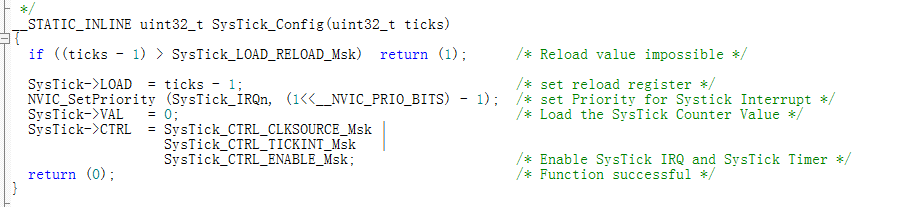 */
__STATIC_INLINE uint32_t SysTick_Config(uint32_t ticks)
{
  if ((ticks - 1) > SysTick_LOAD_RELOAD_Msk)  return (1);      /* Reload value impossible */

  SysTick->LOAD  = ticks - 1;                                  /* set reload register */
  NVIC_SetPriority (SysTick_IRQn, (1<<__NVIC_PRIO_BITS) - 1);  /* set Priority for Systick Interrupt */
  SysTick->VAL   = 0;                                          /* Load the SysTick Counter Value */
  SysTick->CTRL  = SysTick_CTRL_CLKSOURCE_Msk |
                   SysTick_CTRL_TICKINT_Msk   |
                   SysTick_CTRL_ENABLE_Msk;                    /* Enable SysTick IRQ and SysTick Timer */
  return (0);                                                  /* Function successful */
}